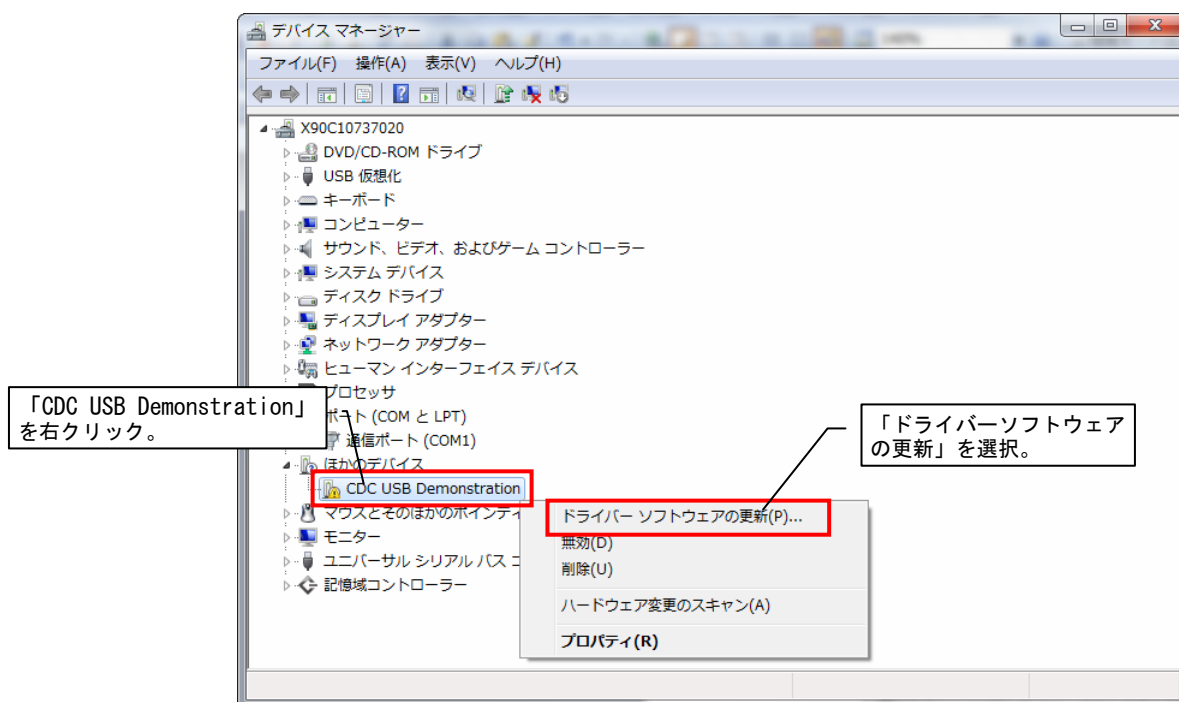 デバイス マネージャー
ファイル(F) 操作(A) 表示(V) ヘルプ(H)
X90C10737020
DVD/CD-ROM ドライブ
USB 仮想化
キーボード
コンピューター
サウンド、ビデオ、およびゲーム コントローラー
システム デバイス
ディスク ドライブ
ディスプレイ アダプター
ネットワーク アダプター
ヒューマン インターフェイス デバイス
プロセッサ
ポート (COM と LPT)
通信ポート (COM1)
ほかのデバイス
CDC USB Demonstration
マウスとそのほかのポインティ
モニター
ユニバーサル シリアル バス コ
記憶域コントローラー
「CDC USB Demonstration」
を右クリック。
「ドライバーソフトウェア
の更新」を選択。
ドライバー ソフトウェアの更新(P)...
無効(D)
削除(U)
ハードウェア変更のスキャン(A)
プロパティ(R)